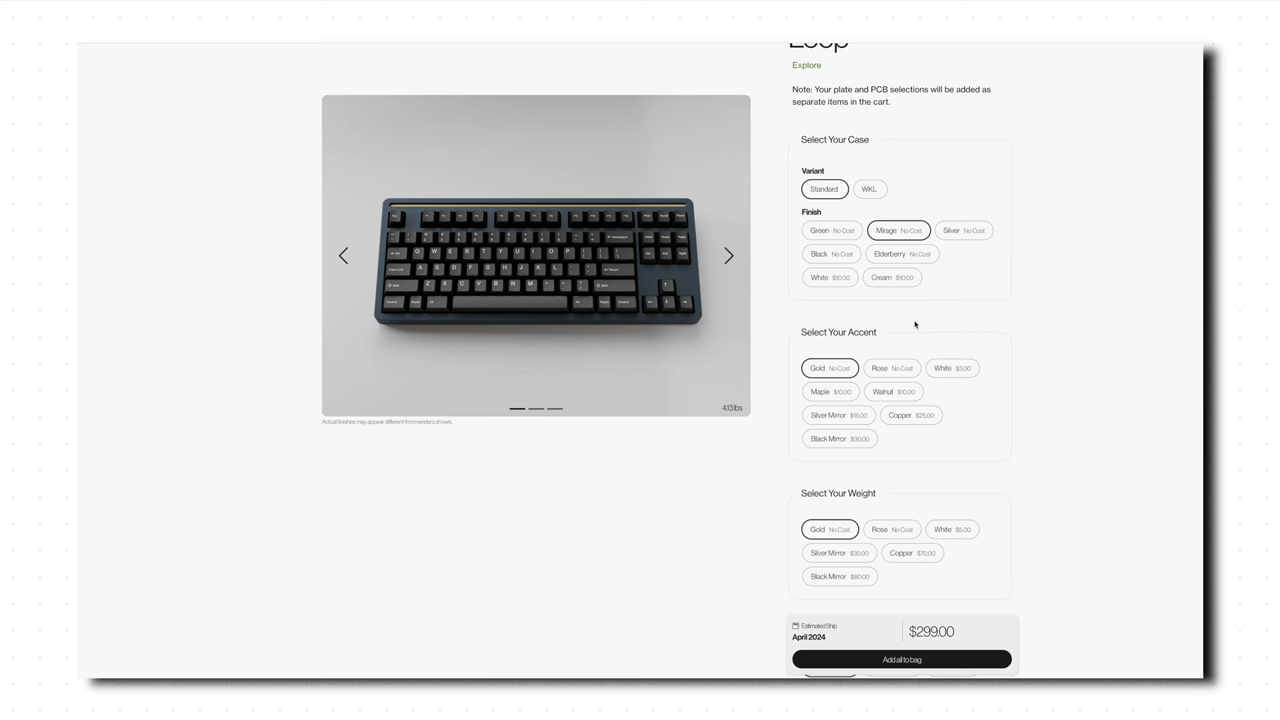 Loop
Explore
Note: Your plate and PCB selections will be added as
separate items in the cart.
Select Your Case
Variant
Standard WKL
Finish
Green No Cost Mirage No Cost Silver No Cost
Black No Cost Elderberry No Cost
White $10.00 Cream $10.00
Select Your Accent
Gold No Cost Rose No Cost White $3.00
Maple $10.00 Walnut $10.00
Silver Mirror $18.00 Copper $25.00
Black Mirror $30.00
Select Your Weight
Gold No Cost Rose No Cost White $5.00
Silver Mirror $35.00 Copper $70.00
Black Mirror $80.00
Estimated Ship
April 2024
$299.00
Add all to bag
Q W E R T Y U I O P
A S D F G H J K L
Z X C V B N M
4.13 lbs
Actual finishes may appear different from renders shown.